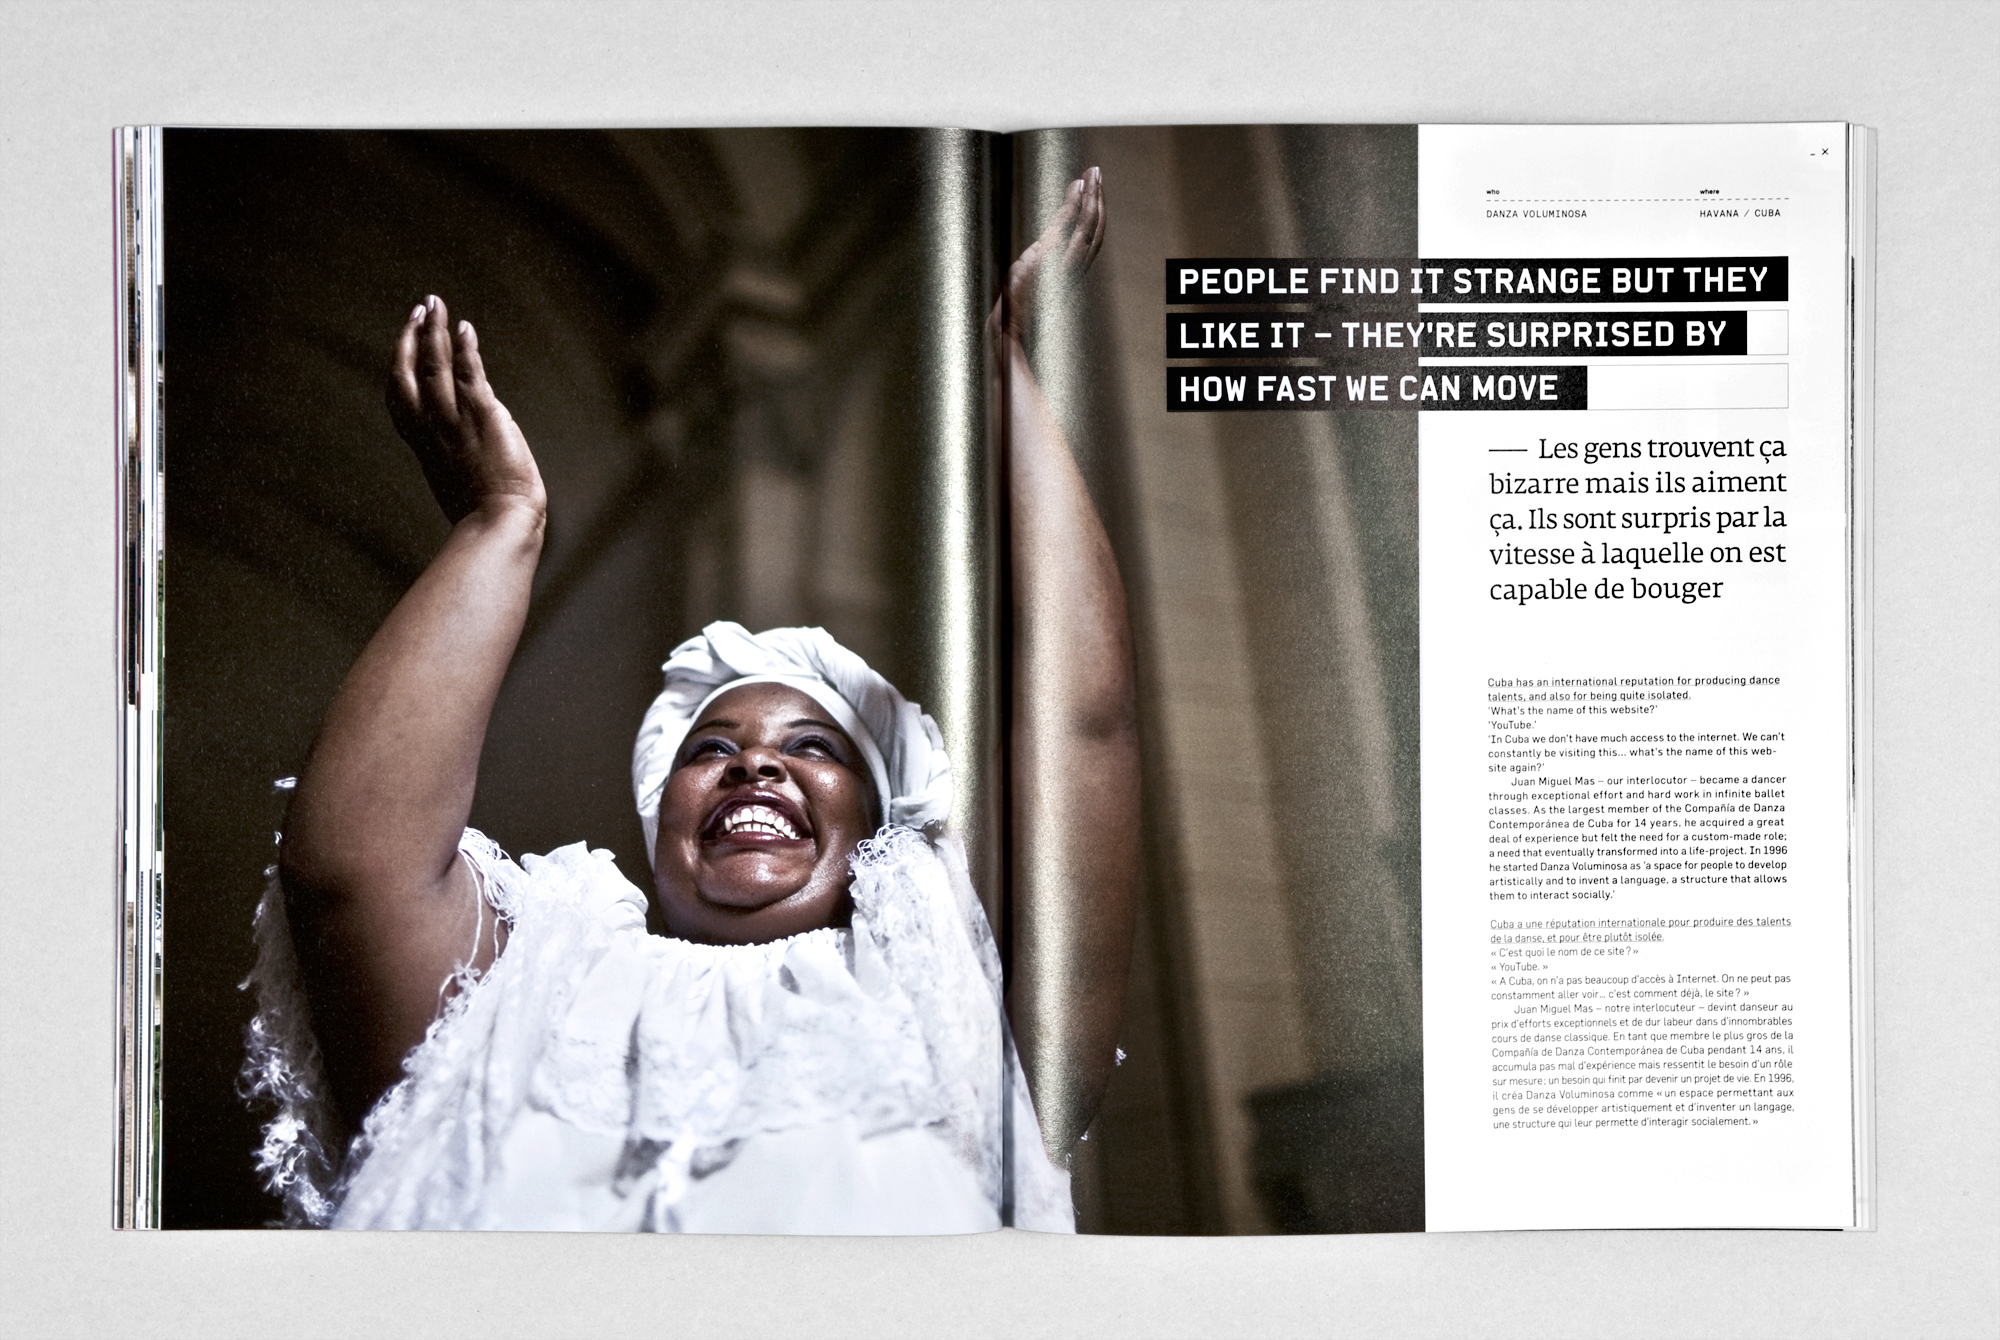 _ ×
who where
DANZA VOLUMINOSA HAVANA / CUBA
PEOPLE FIND IT STRANGE BUT THEY
LIKE IT – THEY'RE SURPRISED BY
HOW FAST WE CAN MOVE
— Les gens trouvent ça
bizarre mais ils aiment
ça. Ils sont surpris par la
vitesse à laquelle on est
capable de bouger
Cuba has an international reputation for producing dance
talents, and also for being quite isolated.
'What's the name of this website?'
'YouTube.'
'In Cuba we don't have much access to the internet. We can't
constantly be visiting this... what's the name of this web-
site again?'
Juan Miguel Mas – our interlocutor – became a dancer
through exceptional effort and hard work in infinite ballet
classes. As the largest member of the Compañía de Danza
Contemporánea de Cuba for 14 years, he acquired a great
deal of experience but felt the need for a custom-made role;
a need that eventually transformed into a life-project. In 1996
he started Danza Voluminosa as 'a space for people to develop
artistically and to invent a language, a structure that allows
them to interact socially.'
Cuba a une réputation internationale pour produire des talents
de la danse, et pour être plutôt isolée.
« C'est quoi le nom de ce site ? »
« YouTube. »
« A Cuba, on n'a pas beaucoup d'accès à Internet. On ne peut pas
constamment aller voir... c'est comment déjà, le site ? »
Juan Miguel Mas – notre interlocuteur – devint danseur au
prix d'efforts exceptionnels et de dur labeur dans d'innombrables
cours de danse classique. En tant que membre le plus gros de la
Compañía de Danza Contemporánea de Cuba pendant 14 ans, il
accumula pas mal d'expérience mais ressentit le besoin d'un rôle
sur mesure; un besoin qui finit par devenir un projet de vie. En 1996,
il créa Danza Voluminosa comme « un espace permettant aux
gens de se développer artistiquement et d'inventer un langage,
une structure qui leur permette d'interagir socialement. »